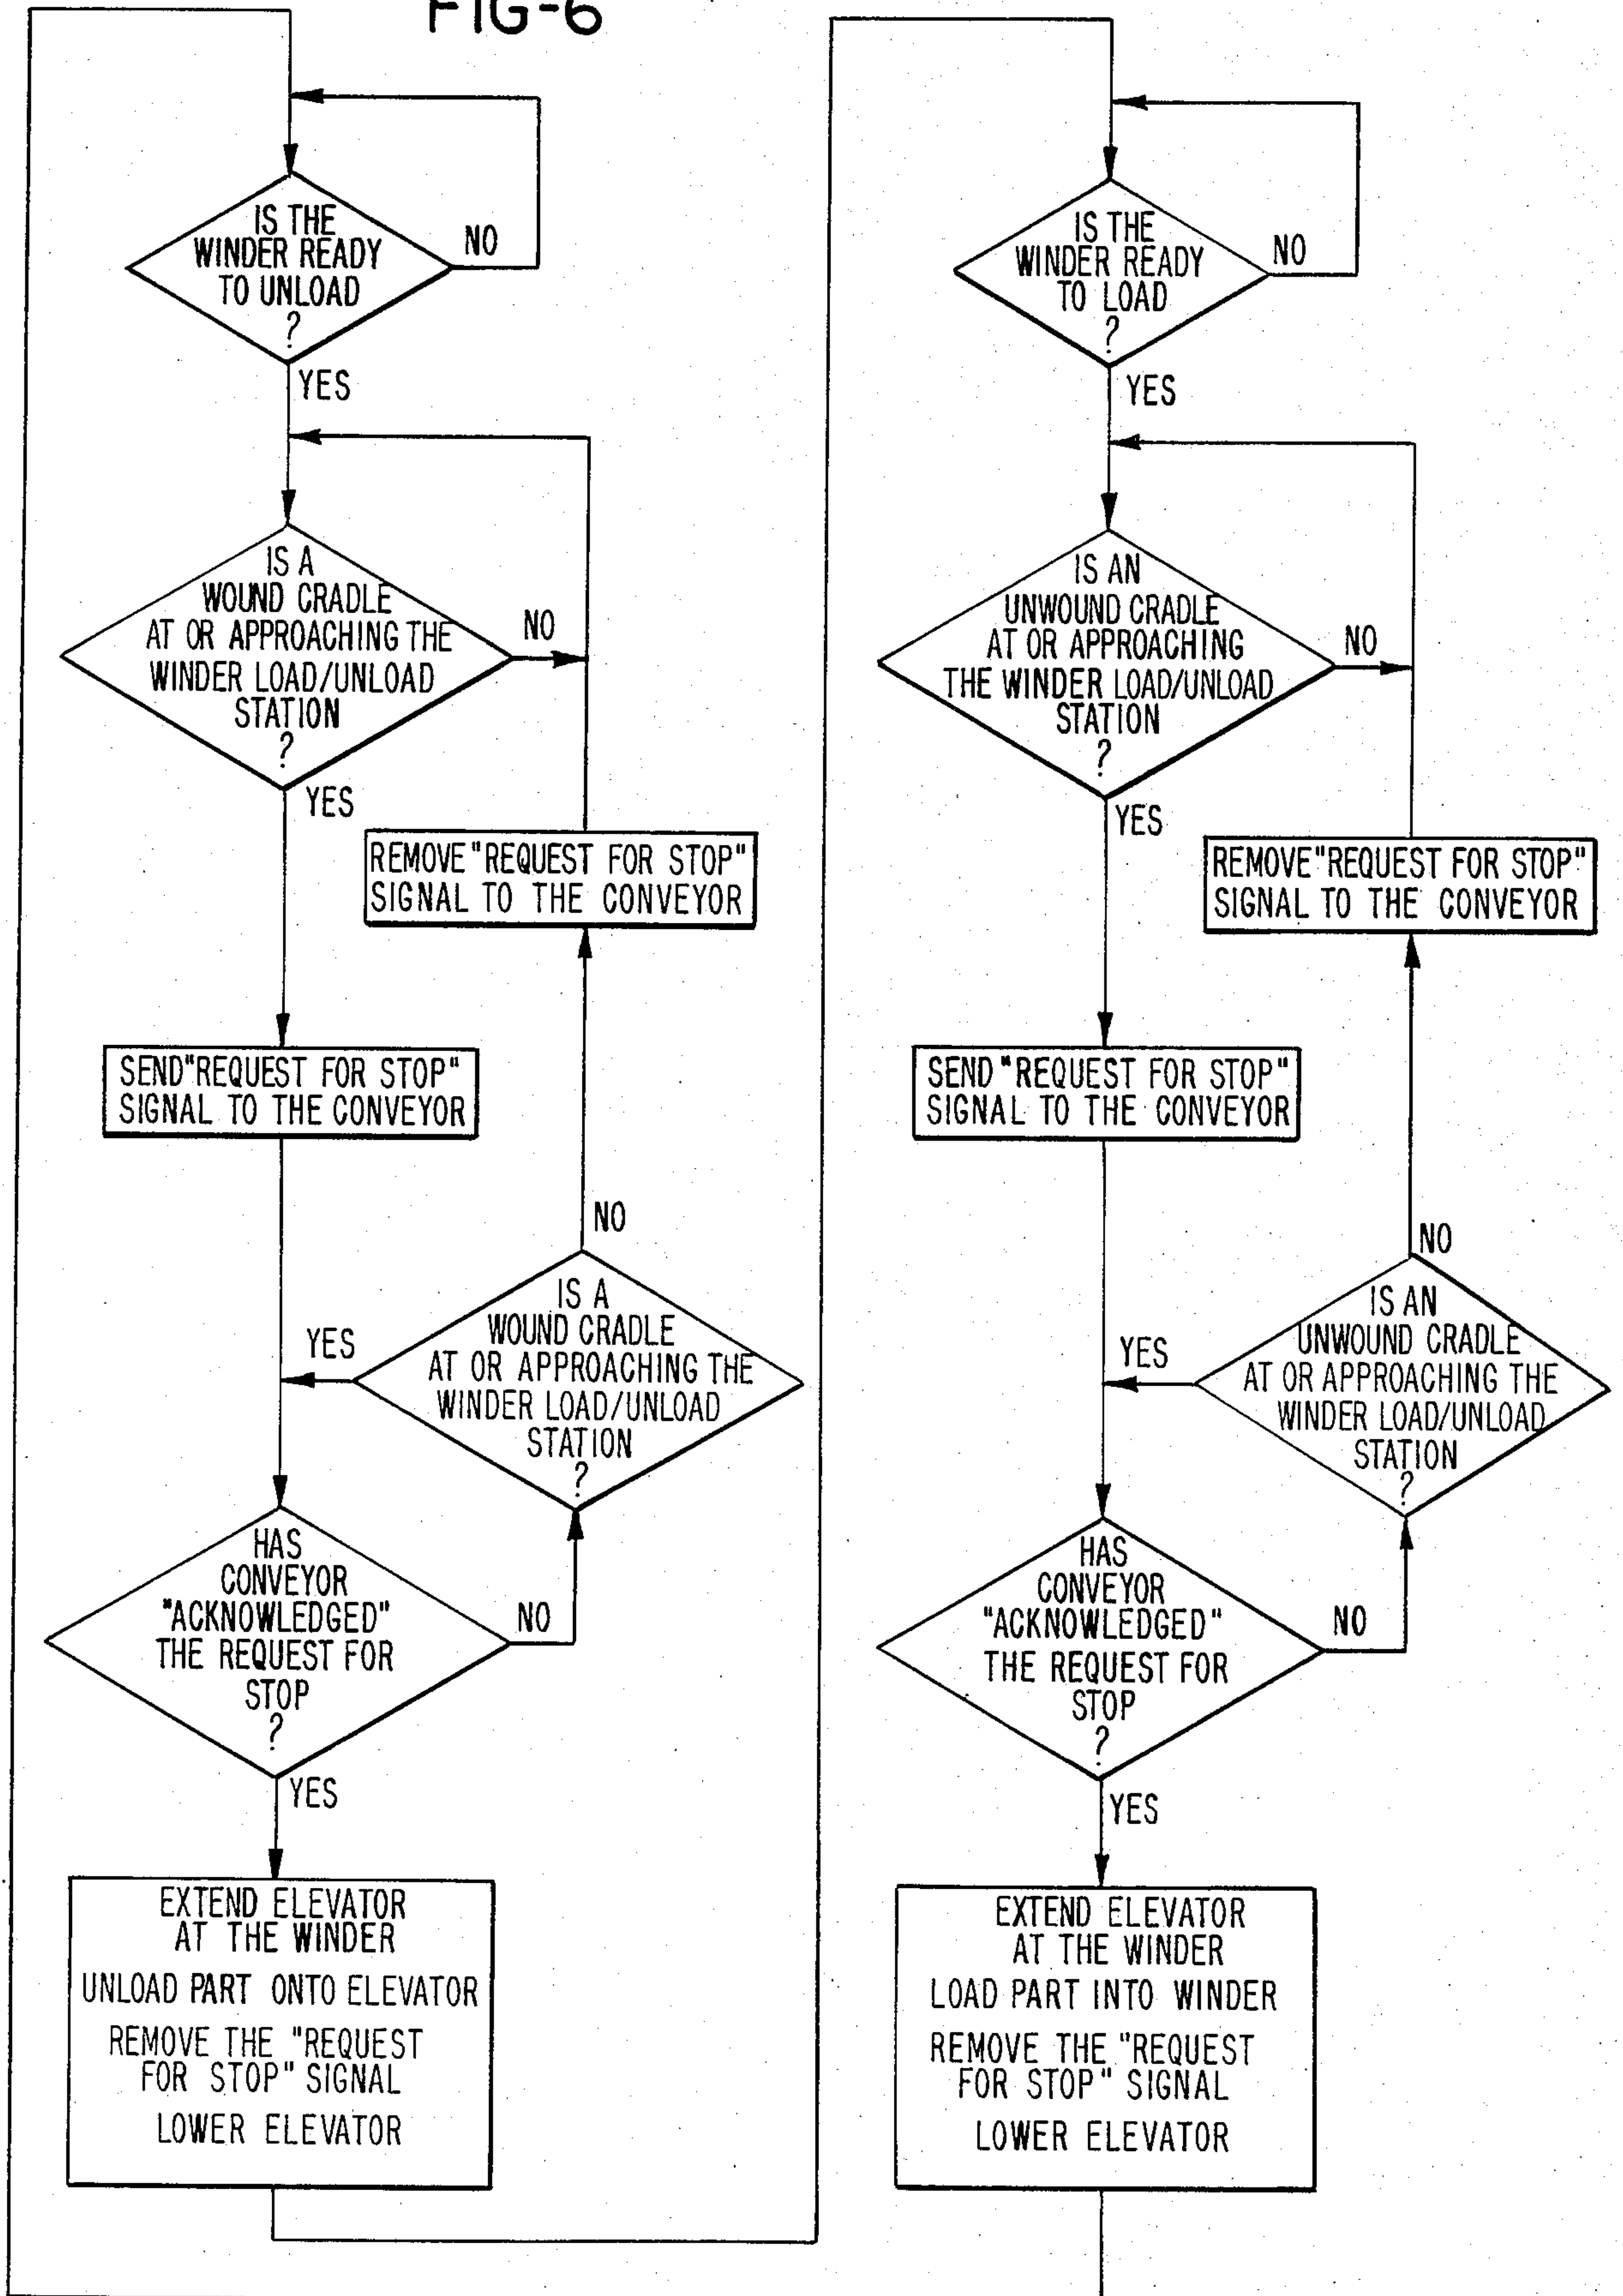 FIG-6
IS THE
WINDER READY
TO UNLOAD
?
NO
YES
IS A
WOUND CRADLE
AT OR APPROACHING THE
WINDER LOAD/UNLOAD
STATION
?
NO
YES
REMOVE "REQUEST FOR STOP"
SIGNAL TO THE CONVEYOR
SEND "REQUEST FOR STOP"
SIGNAL TO THE CONVEYOR
NO
IS A
WOUND CRADLE
AT OR APPROACHING THE
WINDER LOAD/UNLOAD
STATION
?
YES
HAS
CONVEYOR
"ACKNOWLEDGED"
THE REQUEST FOR
STOP
?
NO
YES
EXTEND ELEVATOR
AT THE WINDER
UNLOAD PART ONTO ELEVATOR
REMOVE THE "REQUEST
FOR STOP" SIGNAL
LOWER ELEVATOR
IS THE
WINDER READY
TO LOAD
?
NO
YES
IS AN
UNWOUND CRADLE
AT OR APPROACHING
THE WINDER LOAD/UNLOAD
STATION
?
NO
YES
REMOVE "REQUEST FOR STOP"
SIGNAL TO THE CONVEYOR
SEND "REQUEST FOR STOP"
SIGNAL TO THE CONVEYOR
NO
IS AN
UNWOUND CRADLE
AT OR APPROACHING THE
WINDER LOAD/UNLOAD
STATION
?
YES
HAS
CONVEYOR
"ACKNOWLEDGED"
THE REQUEST FOR
STOP
?
NO
YES
EXTEND ELEVATOR
AT THE WINDER
LOAD PART INTO WINDER
REMOVE THE "REQUEST
FOR STOP" SIGNAL
LOWER ELEVATOR